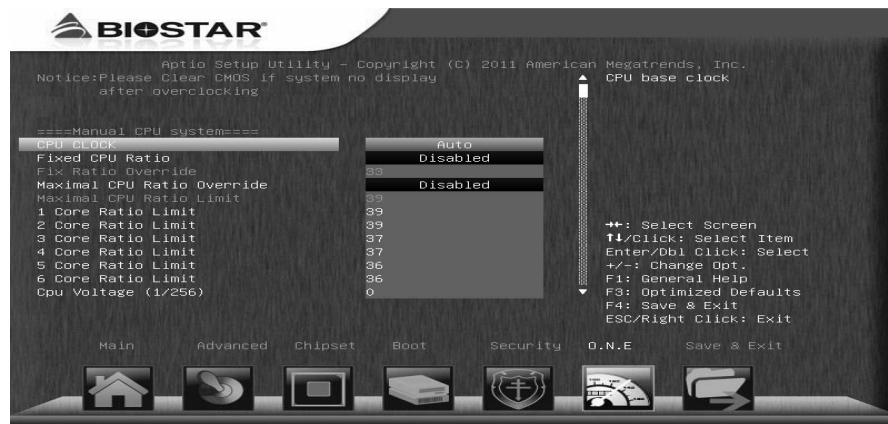 BIOSTAR
Aptio Setup Utility - Copyright (C) 2011 American Megatrends, Inc.
Notice:Please Clear CMOS if system no display
after overclocking
CPU base clock
====Manual CPU system====
CPU CLOCK Auto
Fixed CPU Ratio Disabled
Fix Ratio Override 33
Maximal CPU Ratio Override Disabled
Maximal CPU Ratio Limit 39
1 Core Ratio Limit 39
2 Core Ratio Limit 39
3 Core Ratio Limit 37
4 Core Ratio Limit 37
5 Core Ratio Limit 36
6 Core Ratio Limit 36
Cpu Voltage (1/256) 0
→←: Select Screen
↑↓/Click: Select Item
Enter/Dbl Click: Select
+/-: Change Opt.
F1: General Help
F3: Optimized Defaults
F4: Save & Exit
ESC/Right Click: Exit
Main Advanced Chipset Boot Security O.N.E Save & Exit